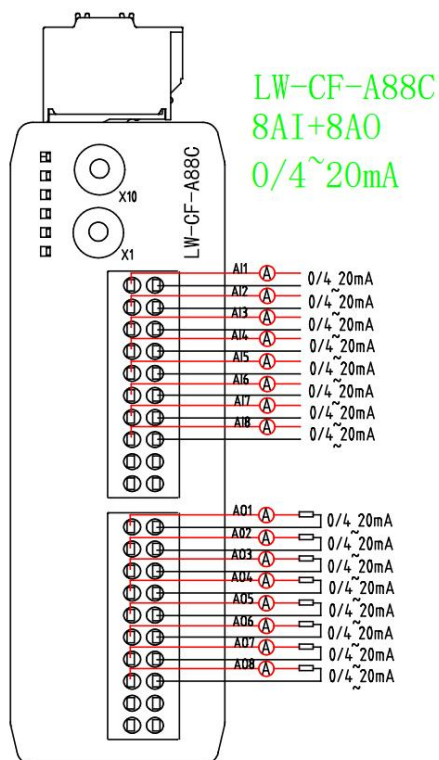 LW-CF-A88C
8AI+8AO
0/4~20mA
X10
X1
LW-CF-A88C
AI1 A 0/4~20mA
AI2 A 0/4~20mA
AI3 A 0/4~20mA
AI4 A 0/4~20mA
AI5 A 0/4~20mA
AI6 A 0/4~20mA
AI7 A 0/4~20mA
AI8 A 0/4~20mA
AO1 A 0/4~20mA
AO2 A 0/4~20mA
AO3 A 0/4~20mA
AO4 A 0/4~20mA
AO5 A 0/4~20mA
AO6 A 0/4~20mA
AO7 A 0/4~20mA
AO8 A 0/4~20mA